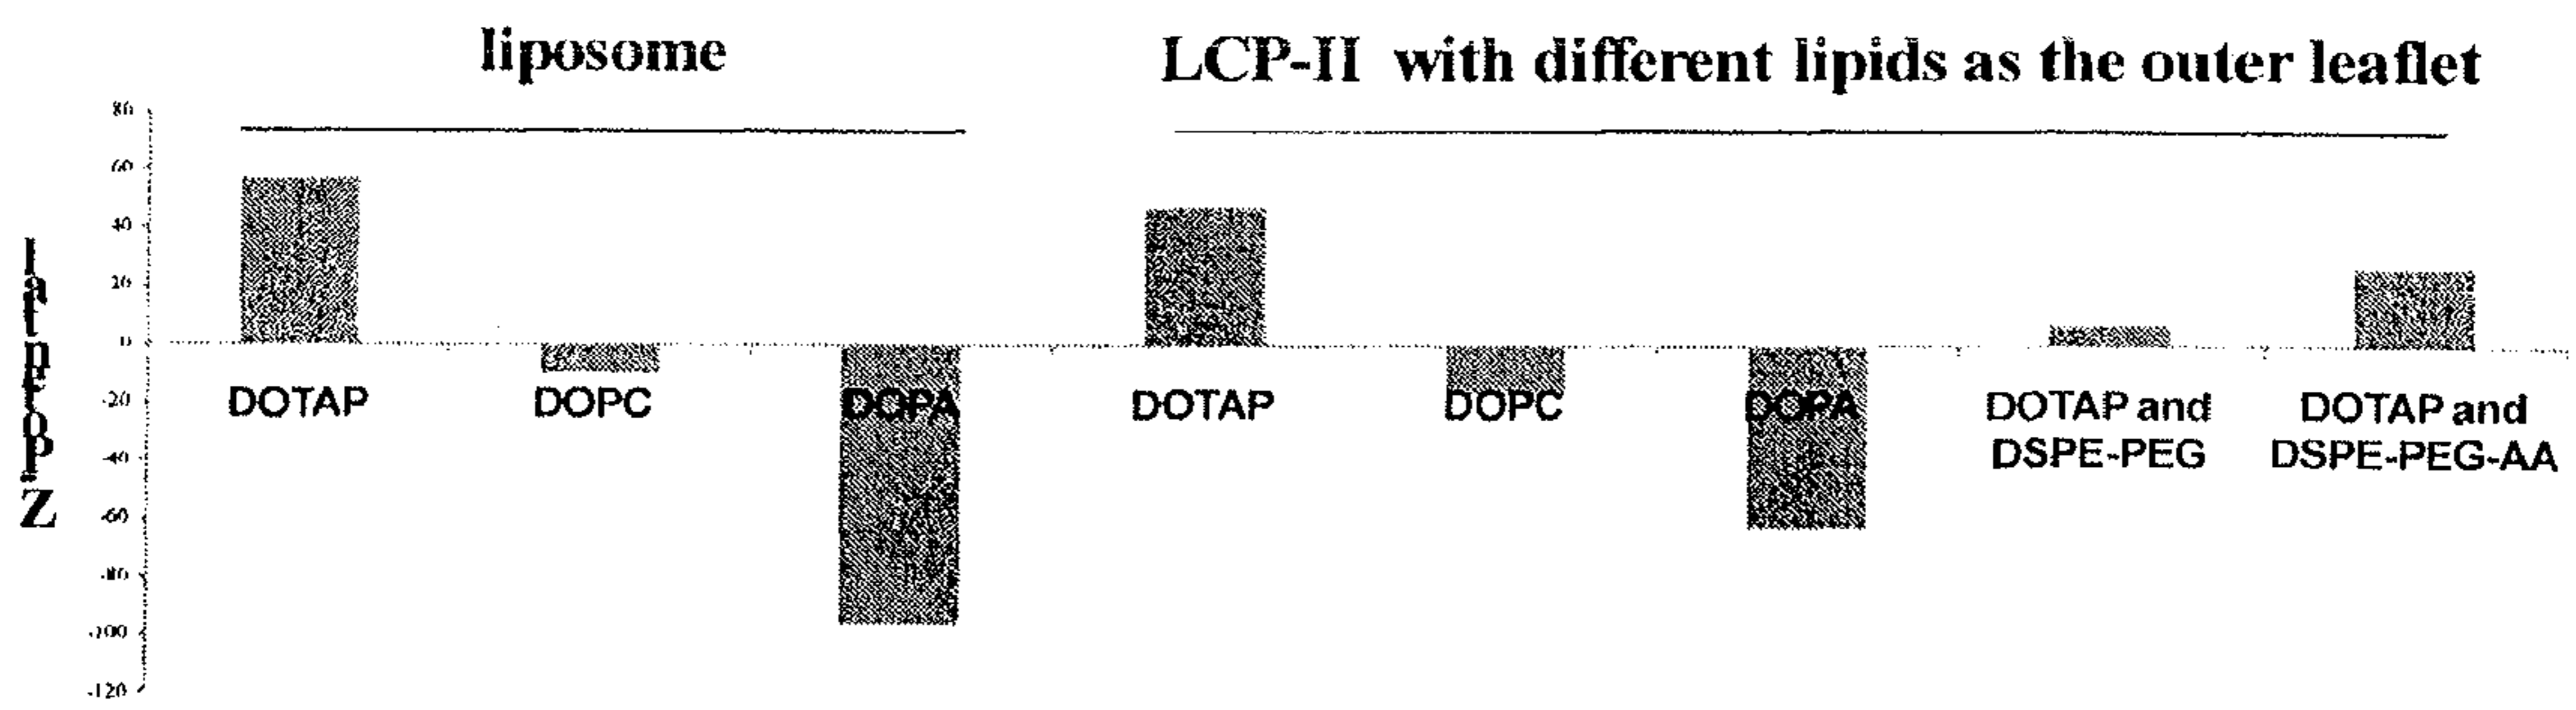 liposome
LCP-II with different lipids as the outer leaflet
80
60
40
20
0
-20
-40
-60
-80
-100
-120
Z-Potential
DOTAP
DOPC
DOPA
DOTAP
DOPC
DOPA
DOTAP and
DSPE-PEG
DOTAP and
DSPE-PEG-AA